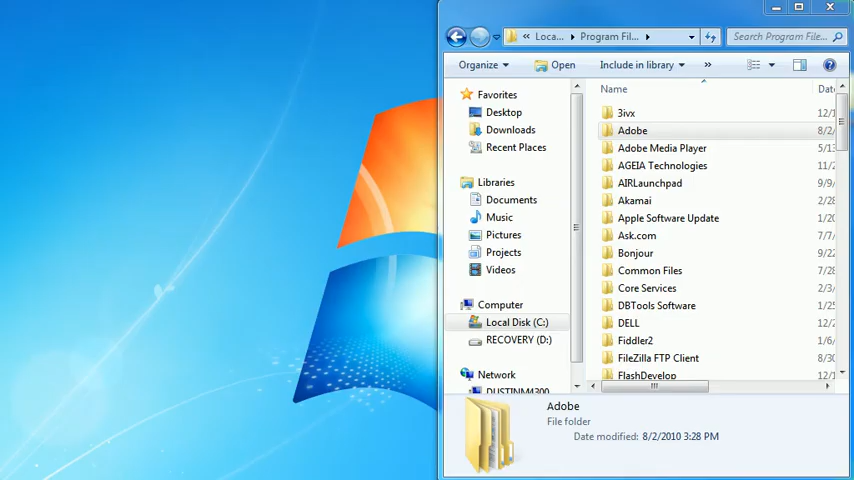 « Loca... Program Fil... Search Program File...
Organize Open Include in library »
Favorites
Desktop
Downloads
Recent Places
Libraries
Documents
Music
Pictures
Projects
Videos
Computer
Local Disk (C:)
RECOVERY (D:)
Network
DUSTINM4300
Name Date
3ivx 12/1
Adobe 8/2/
Adobe Media Player 5/13
AGEIA Technologies 11/2
AIRLaunchpad 9/9/
Akamai 2/28
Apple Software Update 1/20
Ask.com 7/7/
Bonjour 9/22
Common Files 7/28
Core Services 2/3/
DBTools Software 1/25
DELL 12/2
Fiddler2 1/6/
FileZilla FTP Client 8/30
FlashDevelop
Adobe
File folder
Date modified: 8/2/2010 3:28 PM